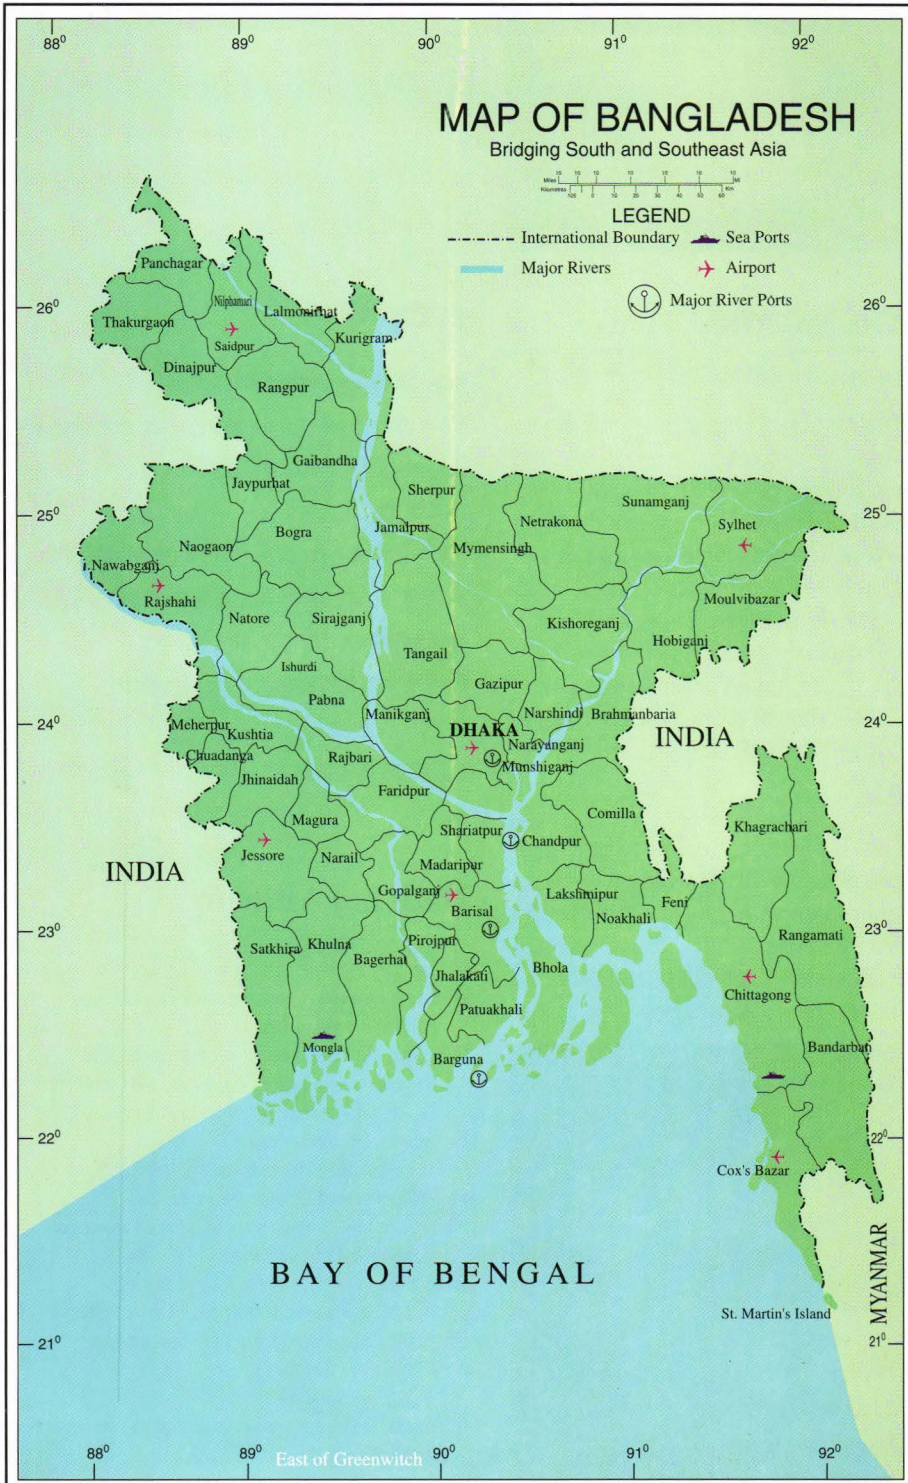 88⁰ 89⁰ 90⁰ 91⁰ 92⁰
MAP OF BANGLADESH
Bridging South and Southeast Asia
Miles
Mi
Kilometres
Km
LEGEND
International Boundary
Sea Ports
Major Rivers
Airport
Major River Ports
26⁰
26⁰
Panchagar
Nilphamari
Lalmonirhat
Thakurgaon
Kurigram
Saidpur
Dinajpur
Rangpur
Gaibandha
Jaypurhat
Sherpur
Sunamganj
25⁰
25⁰
Netrakona
Sylhet
Jamalpur
Bogra
Naogaon
Mymensingh
Nawabganj
Rajshahi
Moulvibazar
Natore
Sirajganj
Kishoreganj
Hobiganj
Tangail
Ishurdi
Gazipur
Pabna
Manikganj
Narshindi
Brahmanbaria
24⁰
24⁰
Meherpur
Kushtia
DHAKA
INDIA
Narayanganj
Chuadanga
Rajbari
Munshiganj
Jhinaidah
Faridpur
Comilla
Magura
Shariatpur
Khagrachari
Chandpur
Jessore
Narail
Madaripur
INDIA
Gopalganj
Lakshmipur
Feni
Barisal
Noakhali
23⁰
23⁰
Satkhira
Khulna
Pirojpur
Rangamati
Bagerhat
Bhola
Jhalakati
Chittagong
Patuakhali
Mongla
Barguna
Bandarban
22⁰
22⁰
Cox's Bazar
MYANMAR
BAY OF BENGAL
St. Martin's Island
21⁰
21⁰
88⁰ 89⁰ 90⁰ 91⁰ 92⁰
East of Greenwitch